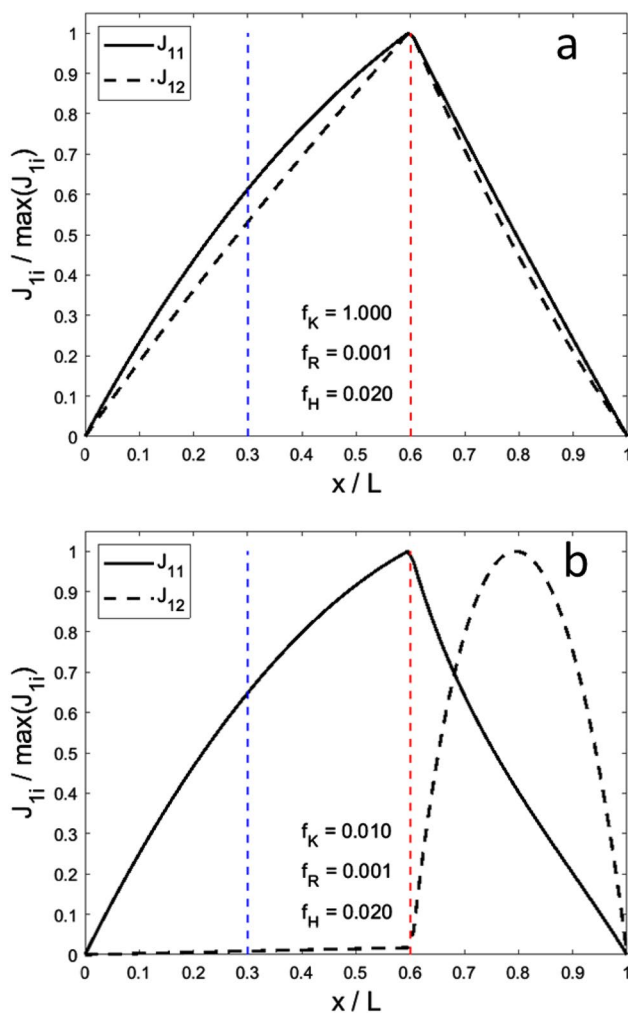 a
J11
J12
1
0.9
0.8
0.7
0.6
0.5
0.4
0.3
0.2
0.1
0
J1i / max(J1i)
fK = 1.000
fR = 0.001
fH = 0.020
0 0.1 0.2 0.3 0.4 0.5 0.6 0.7 0.8 0.9 1
x / L
b
J11
J12
1
0.9
0.8
0.7
0.6
0.5
0.4
0.3
0.2
0.1
0
J1i / max(J1i)
fK = 0.010
fR = 0.001
fH = 0.020
0 0.1 0.2 0.3 0.4 0.5 0.6 0.7 0.8 0.9 1
x / L